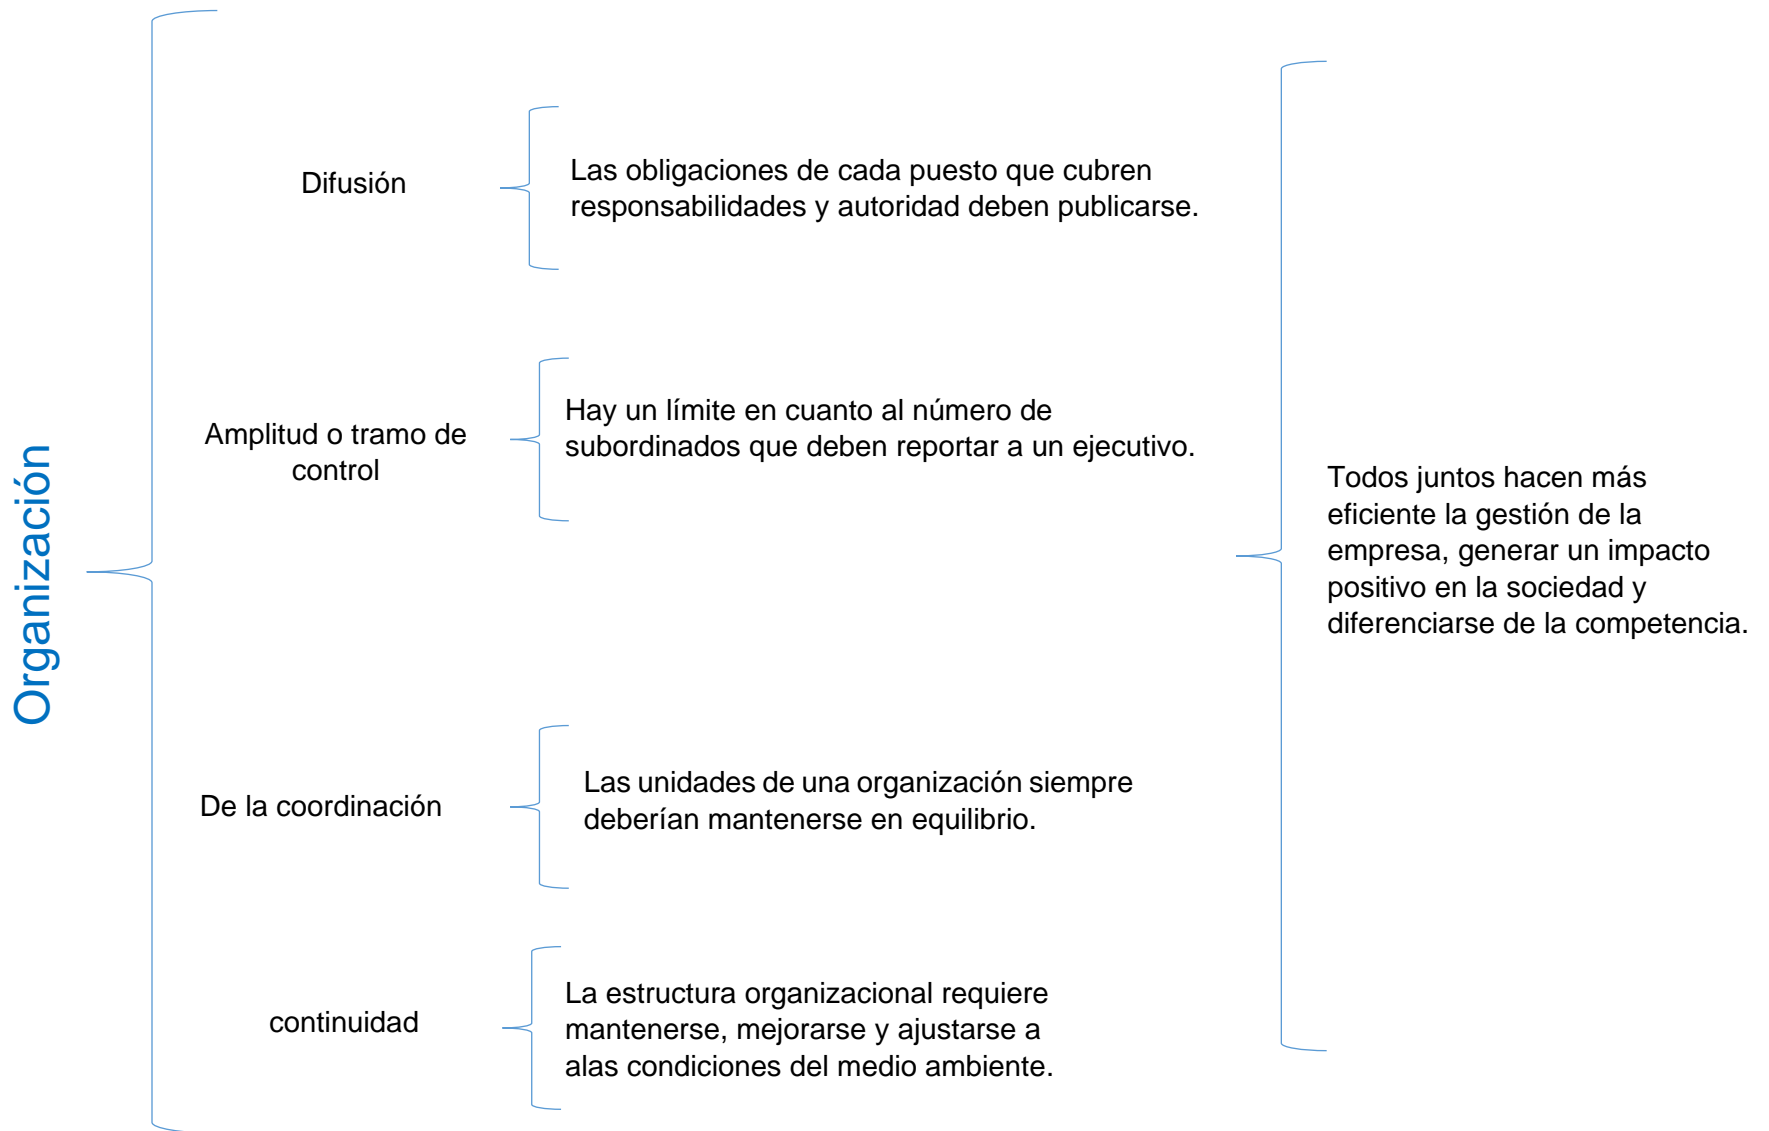 Organización
Difusión
Las obligaciones de cada puesto que cubren
responsabilidades y autoridad deben publicarse.
Amplitud o tramo de
control
Hay un límite en cuanto al número de
subordinados que deben reportar a un ejecutivo.
De la coordinación
Las unidades de una organización siempre
deberían mantenerse en equilibrio.
continuidad
La estructura organizacional requiere
mantenerse, mejorarse y ajustarse a
alas condiciones del medio ambiente.
Todos juntos hacen más
eficiente la gestión de la
empresa, generar un impacto
positivo en la sociedad y
diferenciarse de la competencia.